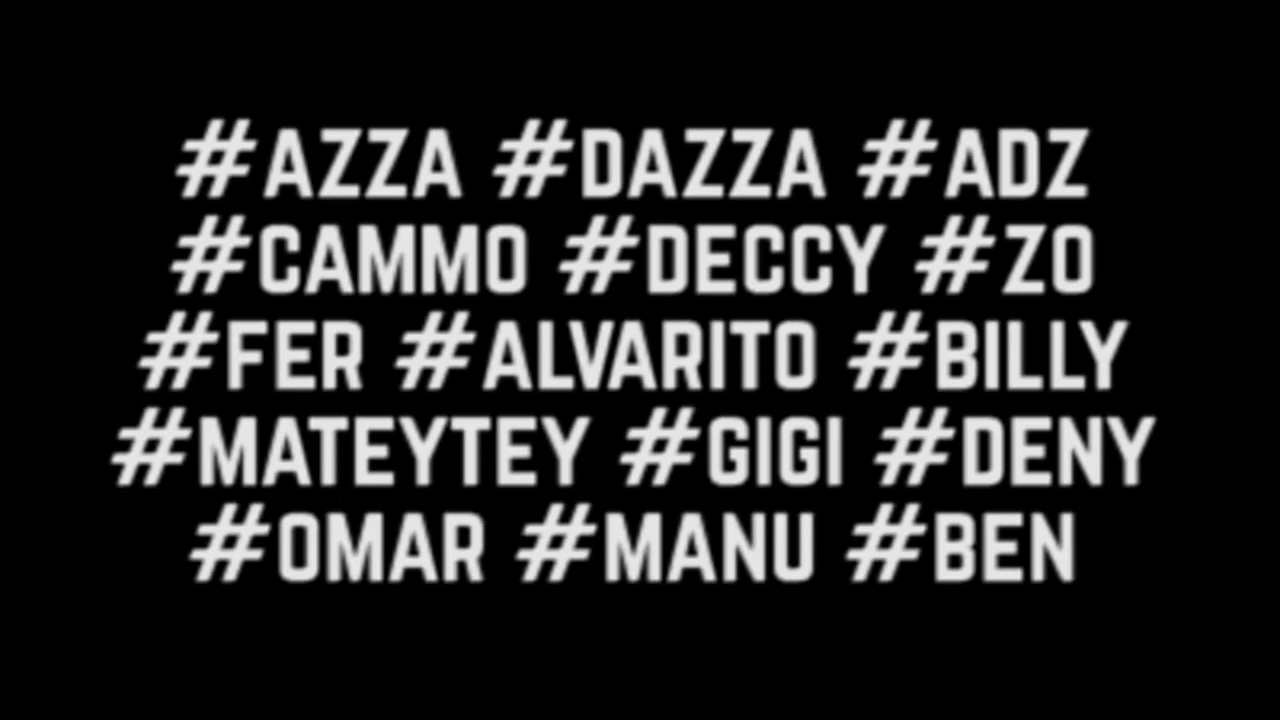 #AZZA #DAZZA #ADZ
#CAMMO #DECCY #ZO
#FER #ALVARITO #BILLY
#MATEYTEY #GIGI #DENY
#OMAR #MANU #BEN